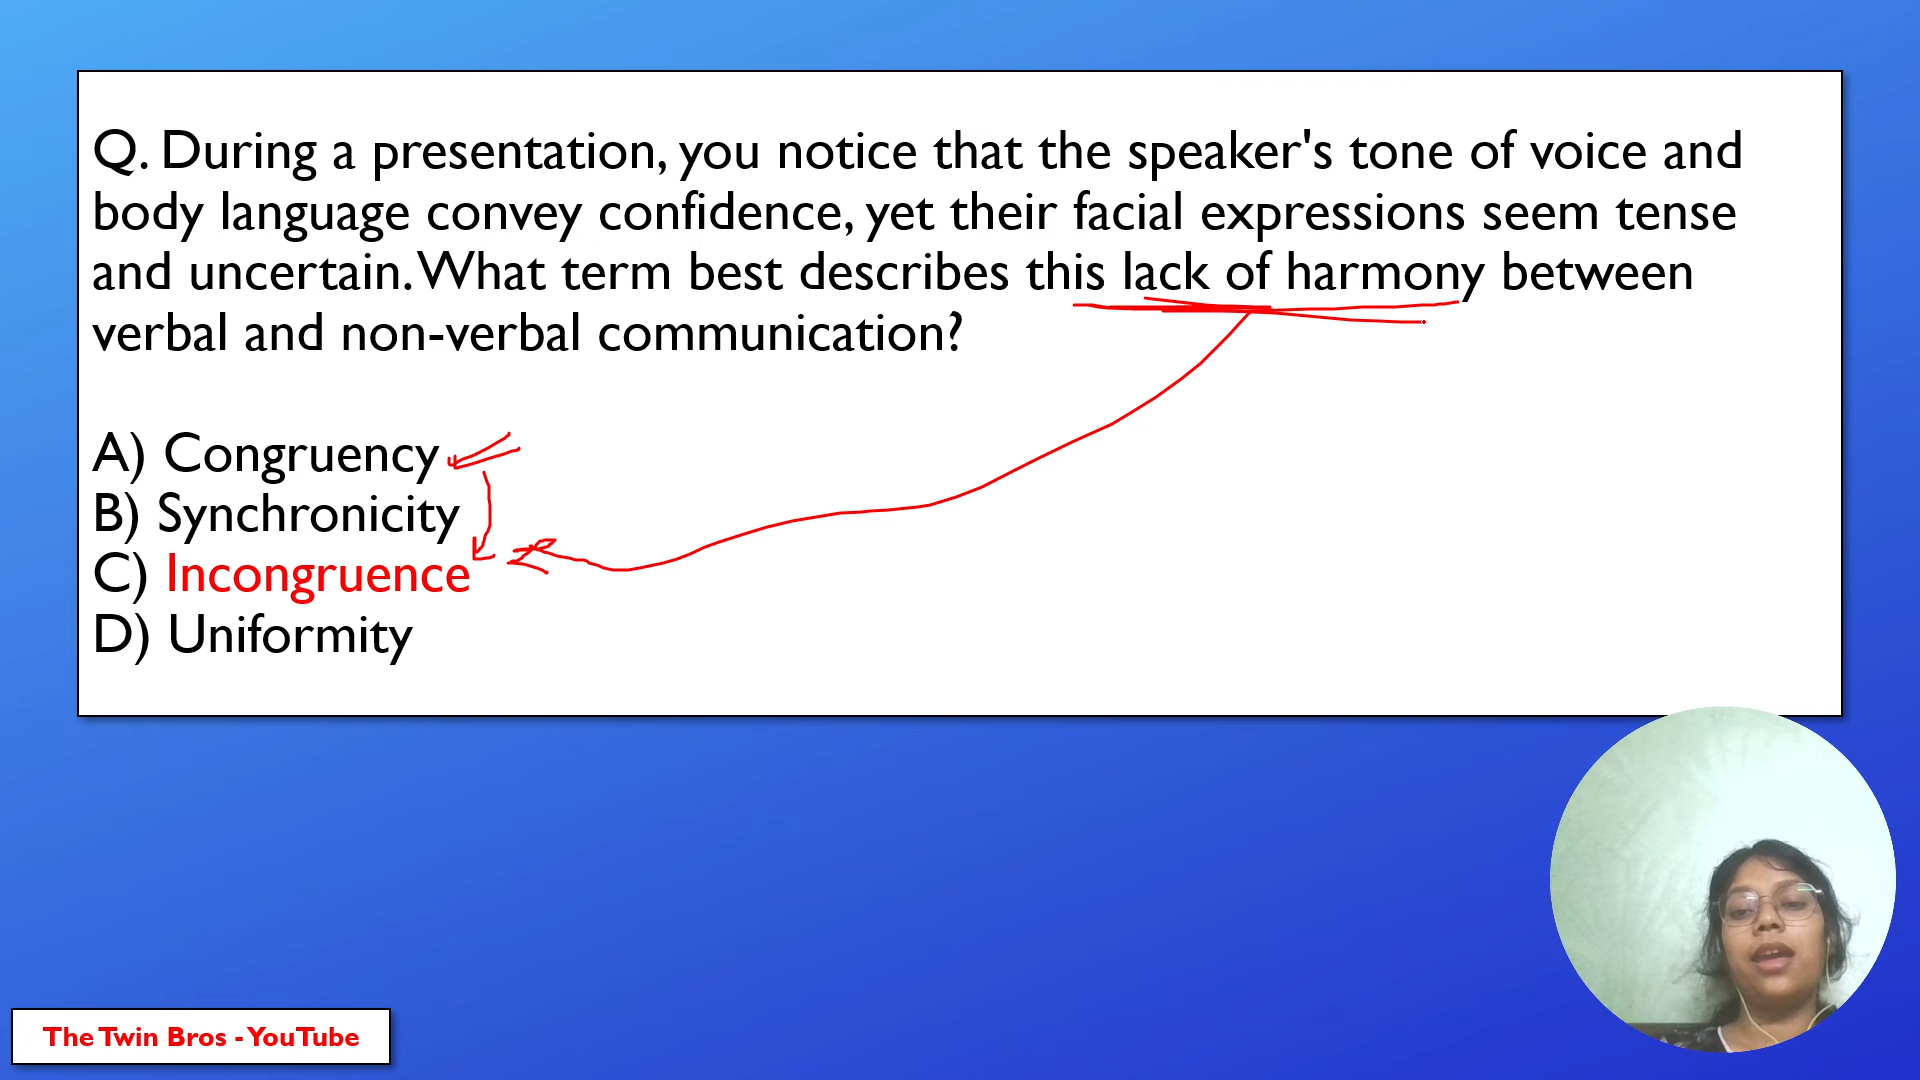 Q. During a presentation, you notice that the speaker's tone of voice and
body language convey confidence, yet their facial expressions seem tense
and uncertain. What term best describes this lack of harmony between
verbal and non-verbal communication?
A) Congruency
B) Synchronicity
C) Incongruence
D) Uniformity
The Twin Bros - YouTube